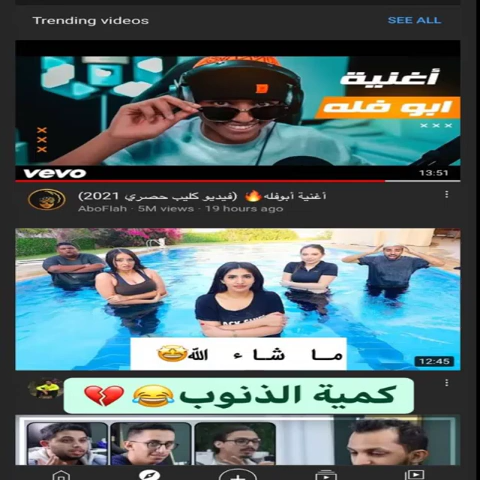 Trending videos
SEE ALL
أغنية
ابو فله
vevo
13:51
أغنية أبوفله🔥 (فيديو كليب حصري 2021)
AboFlah · 5M views · 19 hours ago
ما شاء الله🤩
12:45
كمية الذنوب😂💔